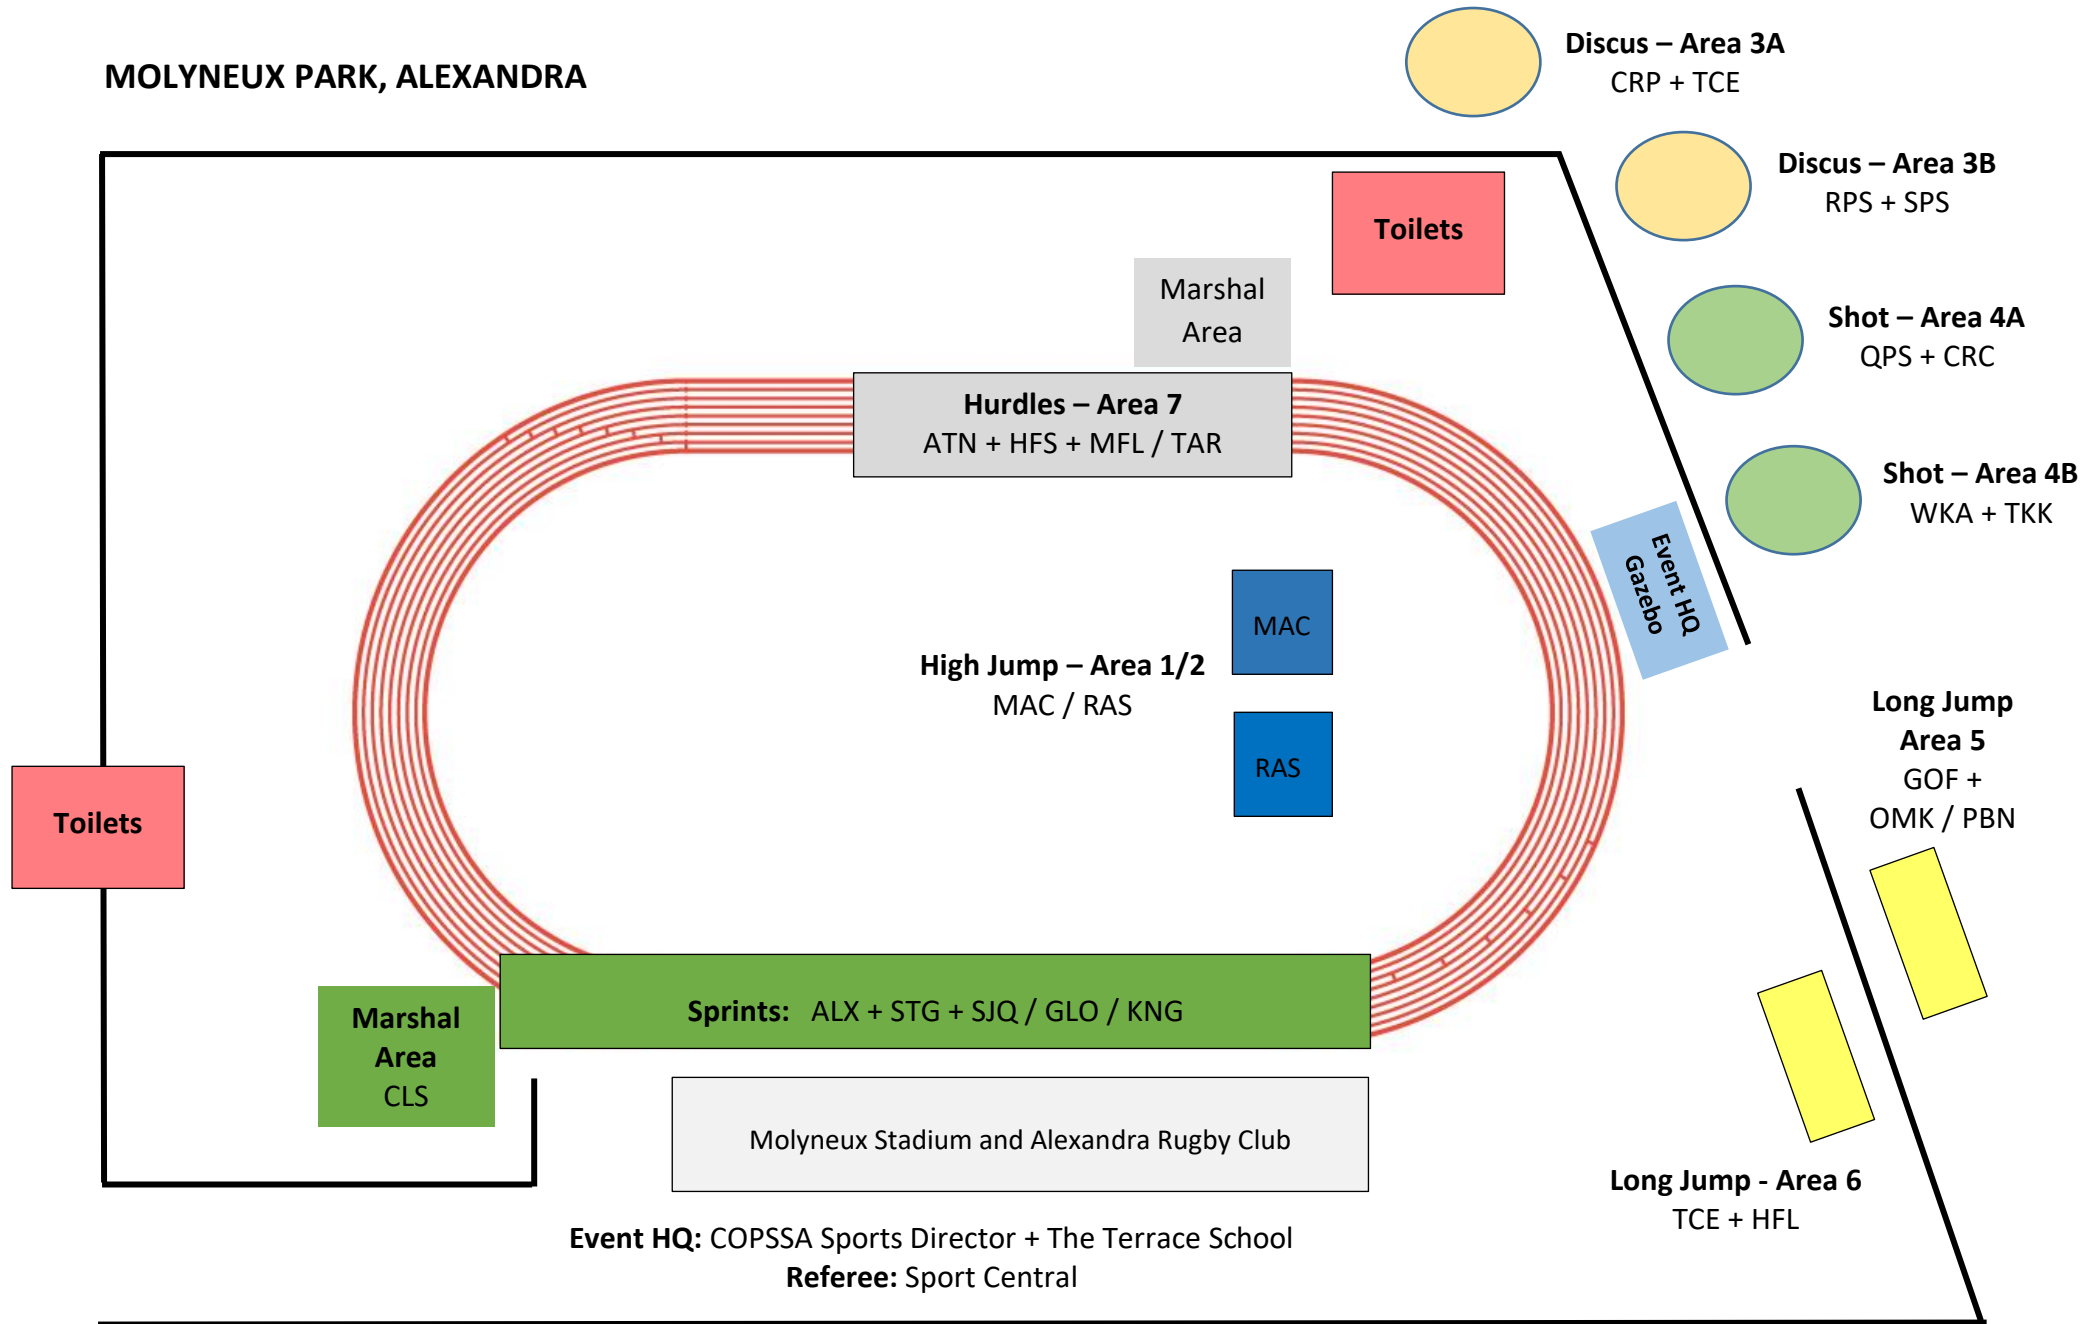 MOLYNEUX PARK, ALEXANDRA
Discus – Area 3A
CRP + TCE
Discus – Area 3B
RPS + SPS
Toilets
Marshal
Area
Shot – Area 4A
QPS + CRC
Hurdles – Area 7
ATN + HFS + MFL / TAR
Shot – Area 4B
WKA + TKK
Event HQ
Gazebo
MAC
High Jump – Area 1/2
MAC / RAS
RAS
Long Jump
Area 5
GOF +
OMK / PBN
Toilets
Sprints: ALX + STG + SJQ / GLO / KNG
Marshal
Area
CLS
Molyneux Stadium and Alexandra Rugby Club
Long Jump - Area 6
TCE + HFL
Event HQ: COPSSA Sports Director + The Terrace School
Referee: Sport Central